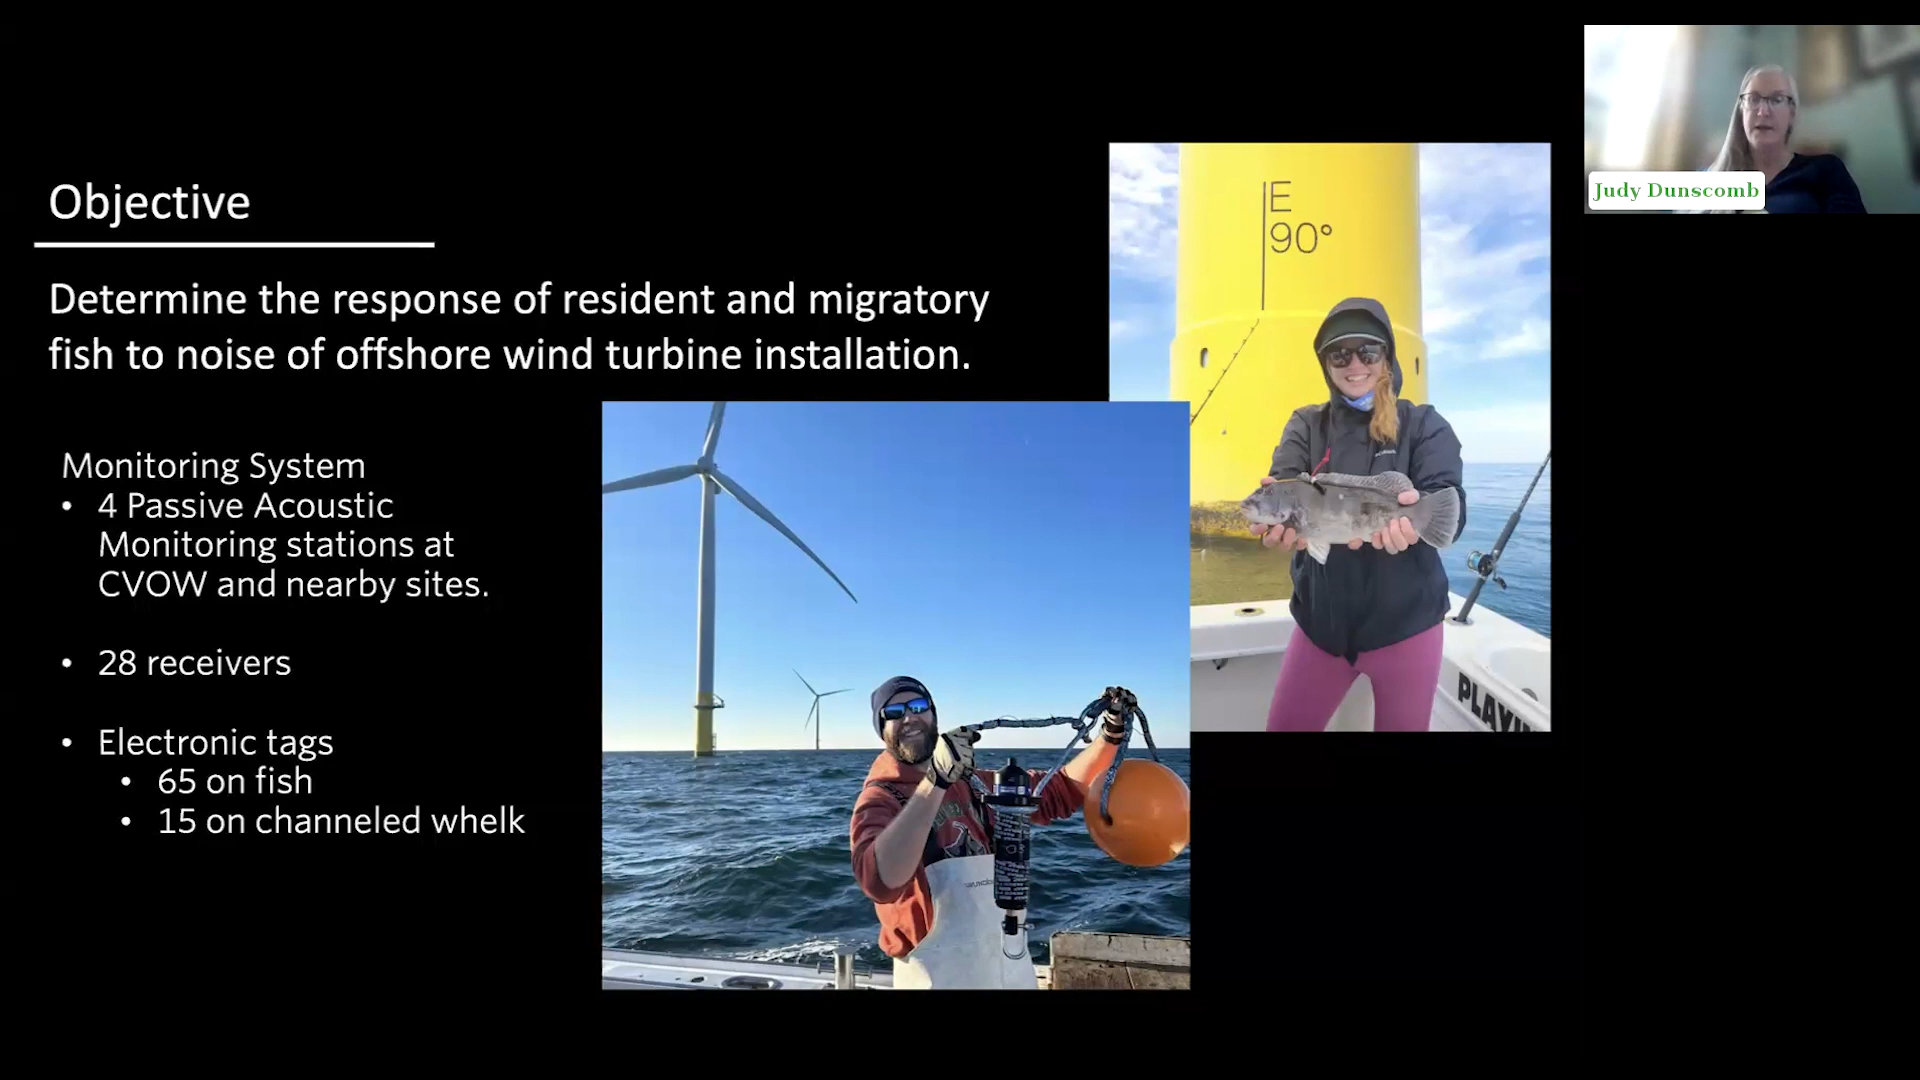 Objective
Determine the response of resident and migratory
fish to noise of offshore wind turbine installation.
Monitoring System
• 4 Passive Acoustic
Monitoring stations at
CVOW and nearby sites.
• 28 receivers
• Electronic tags
• 65 on fish
• 15 on channeled whelk
E
90°
Judy Dunscomb